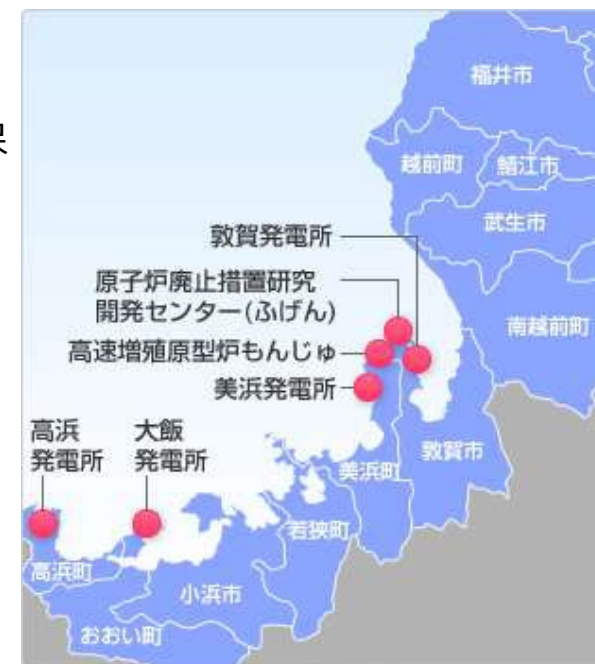 福井市
越前町
鯖江市
武生市
敦賀発電所
原子炉廃止措置研究
開発センター(ふげん)
南越前町
高速増殖原型炉もんじゅ
美浜発電所
高浜
発電所
大飯
発電所
敦賀市
美浜町
若狭町
高浜町
小浜市
おおい町